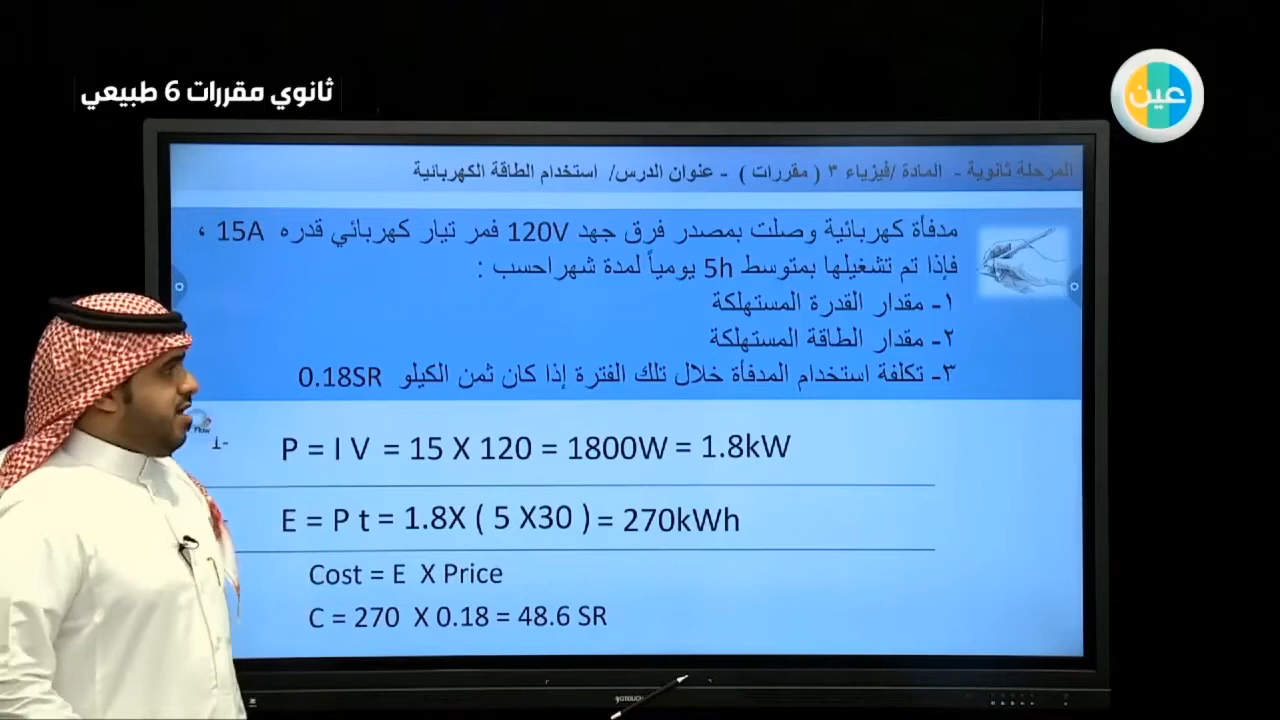 ثانوي مقررات 6 طبيعي
عين
المرحلة ثانوية - المادة /فيزياء ٣ ( مقررات ) - عنوان الدرس/ استخدام الطاقة الكهربائية
مدفأة كهربائية وصلت بمصدر فرق جهد 120V فمر تيار كهربائي قدره 15A ،
فإذا تم تشغيلها بمتوسط 5h يومياً لمدة شهراحسب :
١- مقدار القدرة المستهلكة
٢- مقدار الطاقة المستهلكة
٣- تكلفة استخدام المدفأة خلال تلك الفترة إذا كان ثمن الكيلو 0.18SR
1- P = I V = 15 X 120 = 1800W = 1.8kW
E = P t = 1.8X ( 5 X30 ) = 270kWh
Cost = E X Price
C = 270 X 0.18 = 48.6 SR